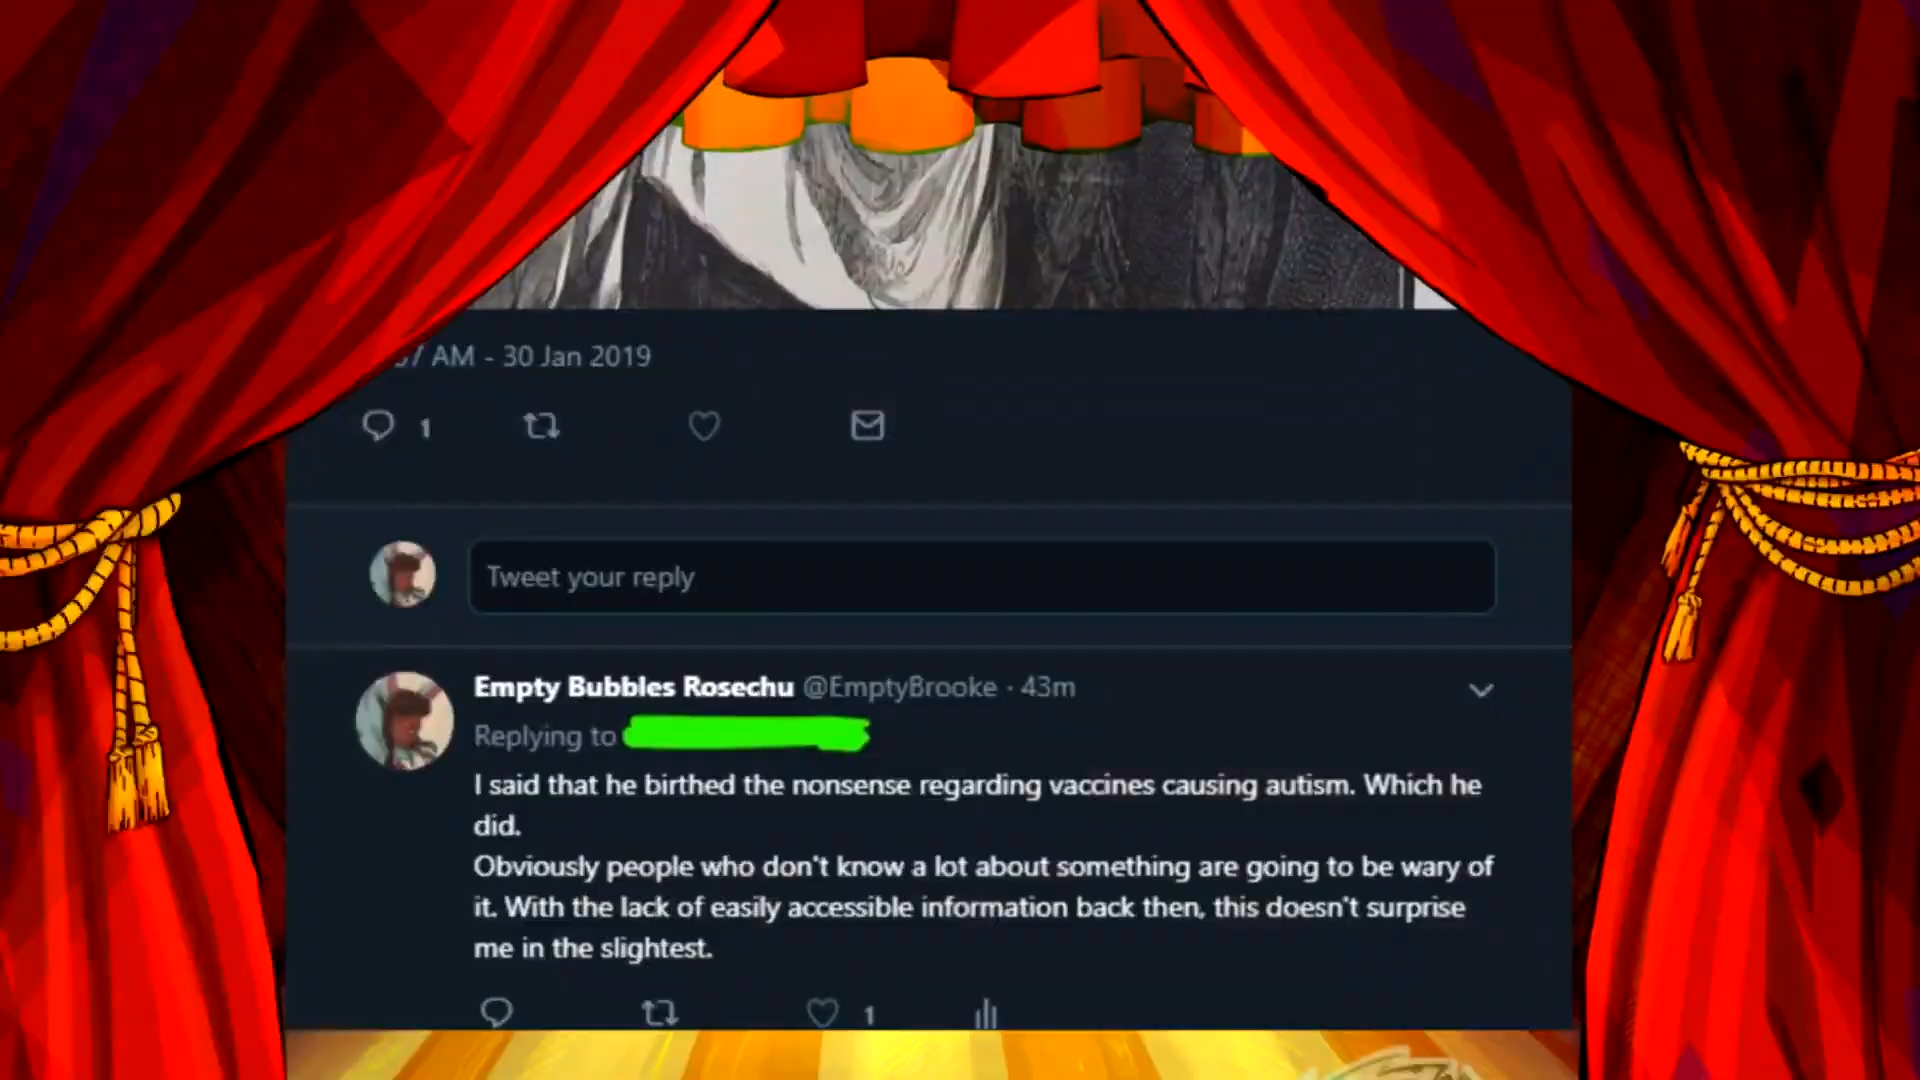 AM - 30 Jan 2019
1
Tweet your reply
Empty Bubbles Rosechu @EmptyBrooke · 43m
Replying to
I said that he birthed the nonsense regarding vaccines causing autism. Which he
did.
Obviously people who don't know a lot about something are going to be wary of
it. With the lack of easily accessible information back then, this doesn't surprise
me in the slightest.
1